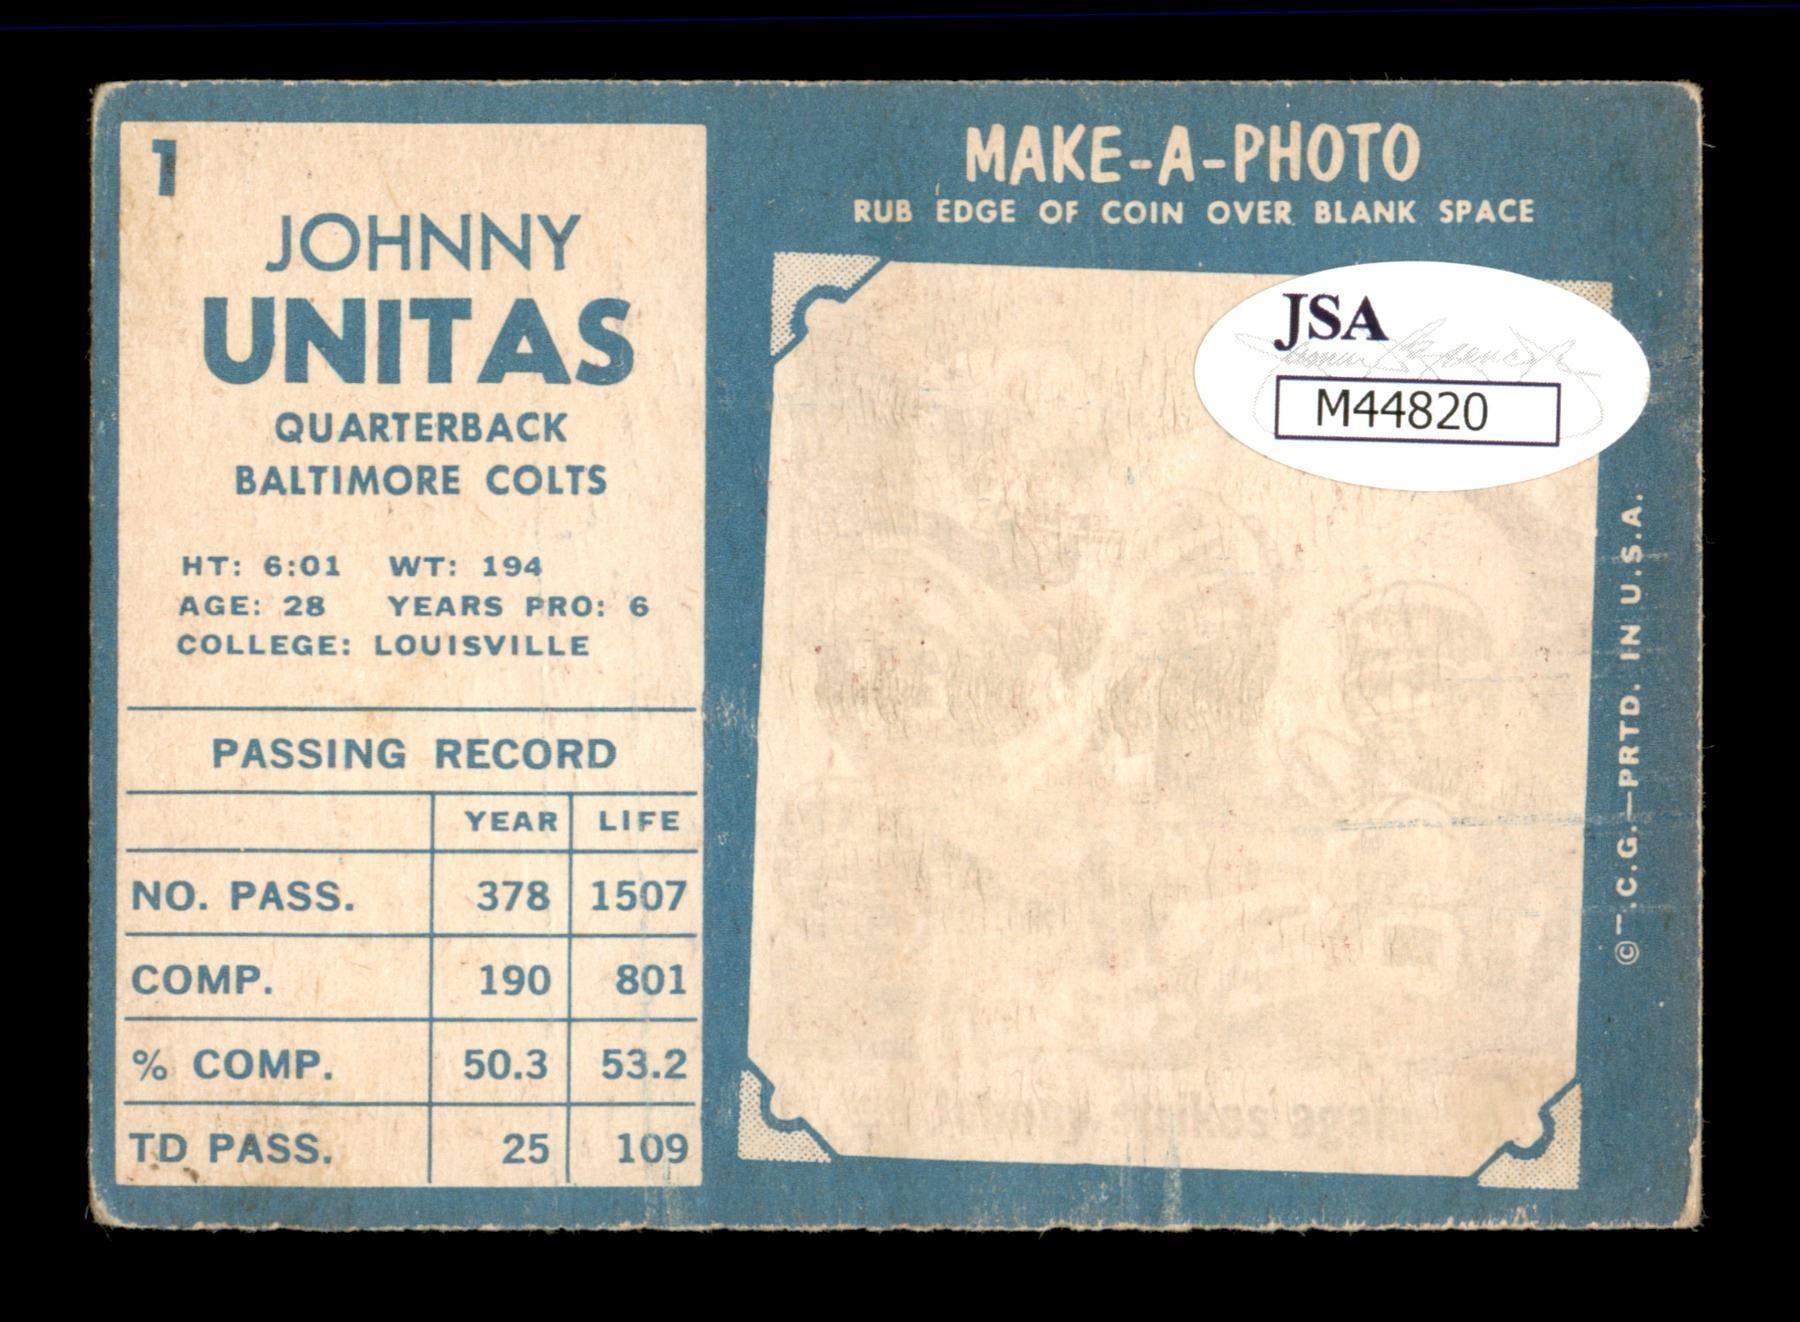 1
JOHNNY
UNITAS
QUARTERBACK
BALTIMORE COLTS
HT: 6:01 WT: 194
AGE: 28 YEARS PRO: 6
COLLEGE: LOUISVILLE
PASSING RECORD
YEAR LIFE
NO. PASS. 378 1507
COMP. 190 801
% COMP. 50.3 53.2
TD PASS. 25 109
MAKE-A-PHOTO
RUB EDGE OF COIN OVER BLANK SPACE
JSA
M44820
© T.C.G.—PRTD. IN U.S.A.